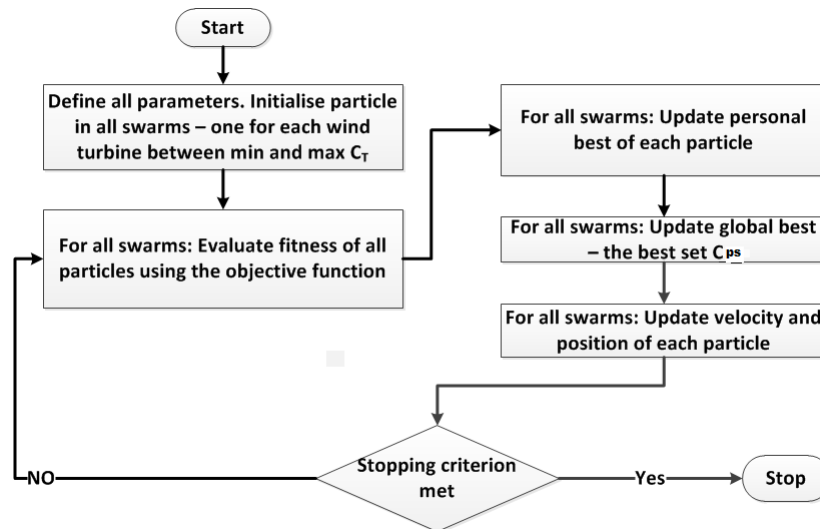 Start
Define all parameters. Initialise particle
in all swarms – one for each wind
turbine between min and max C_T
For all swarms: Evaluate fitness of all
particles using the objective function
For all swarms: Update personal
best of each particle
For all swarms: Update global best
– the best set Cps
For all swarms: Update velocity and
position of each particle
Stopping criterion
met
NO
Yes
Stop